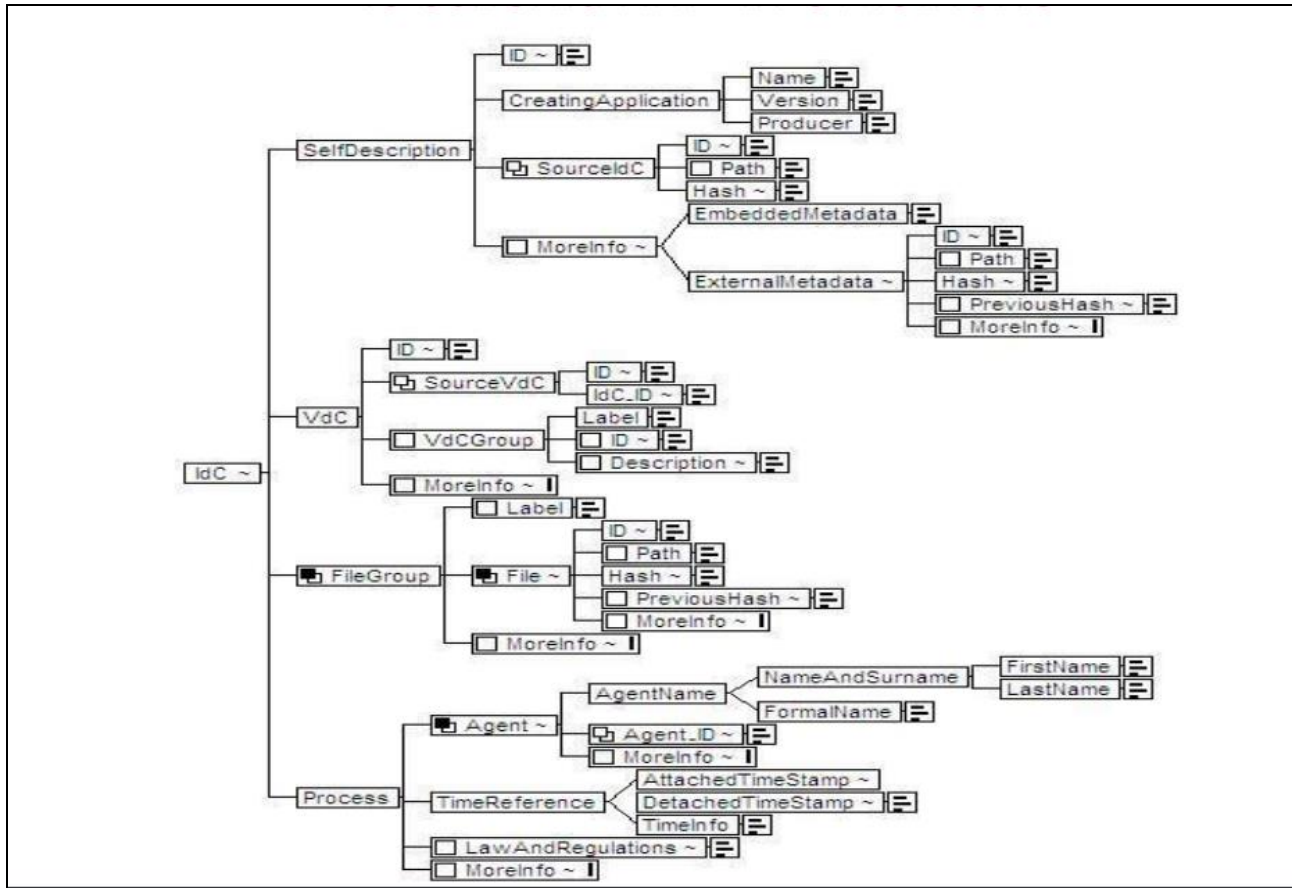 ID ~
CreatingApplication
Name
Version
Producer
SelfDescription
SourceIdC
ID ~
Path
Hash ~
MoreInfo ~
EmbeddedMetadata
ExternalMetadata ~
ID ~
Path
Hash ~
PreviousHash ~
MoreInfo ~
VdC
ID ~
SourceVdC
ID ~
IdC_ID ~
VdCGroup
Label
ID ~
Description ~
MoreInfo ~
IdC ~
FileGroup
Label
File ~
ID ~
Path
Hash ~
PreviousHash ~
MoreInfo ~
MoreInfo ~
Process
Agent ~
AgentName
NameAndSurname
FirstName
LastName
FormalName
Agent_ID ~
MoreInfo ~
TimeReference
AttachedTimeStamp ~
DetachedTimeStamp ~
TimeInfo
LawAndRegulations ~
MoreInfo ~